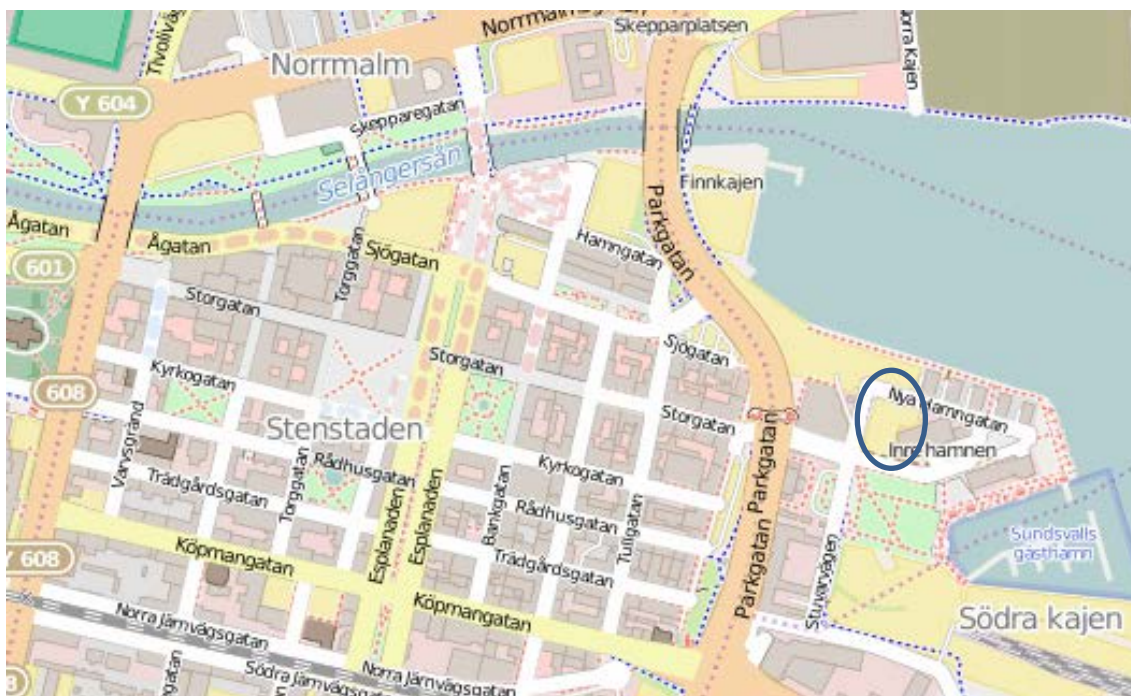 Norrmalmsgatan
Skepparplatsen
Tivoliväg
Norra Kajen
Norrmalm
Y 604
Skepparegatan
Selångersån
Finnkajen
Parkgatan
Ågatan
Ågatan
Sjögatan
Torggatan
Hamngatan
601
Storgatan
Sjögatan
Storgatan
Kyrkogatan
608
Nya Hamngatan
Storgatan
Stenstaden
Inre hamnen
Varvsgränd
Rådhusgatan
Kyrkogatan
Trädgårdsgatan
Torggatan
Esplanaden
Esplanaden
Bankgatan
Rådhusgatan
Tullgatan
Parkgatan
Parkgatan
Sundsvalls
gästhamn
Köpmangatan
Trädgårdsgatan
Y 608
Stuvarvägen
Köpmangatan
Södra kajen
Norra Järnvägsgatan
Södra Järnvägsgatan
Norra Järnvägsgatan